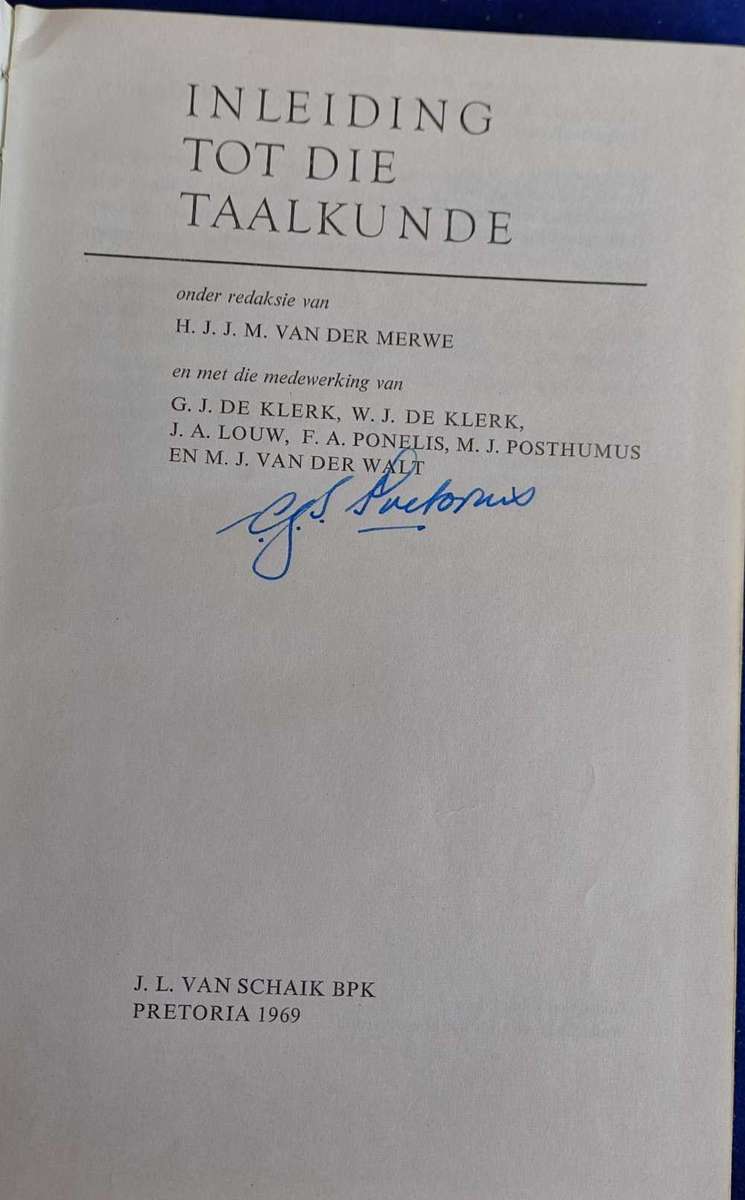 INLEIDING
TOT DIE
TAALKUNDE
onder redaksie van
H. J. J. M. VAN DER MERWE
en met die medewerking van
G. J. DE KLERK, W. J. DE KLERK,
J. A. LOUW, F. A. PONELIS, M. J. POSTHUMUS
EN M. J. VAN DER WALT
Pretorius
J. L. VAN SCHAIK BPK
PRETORIA 1969